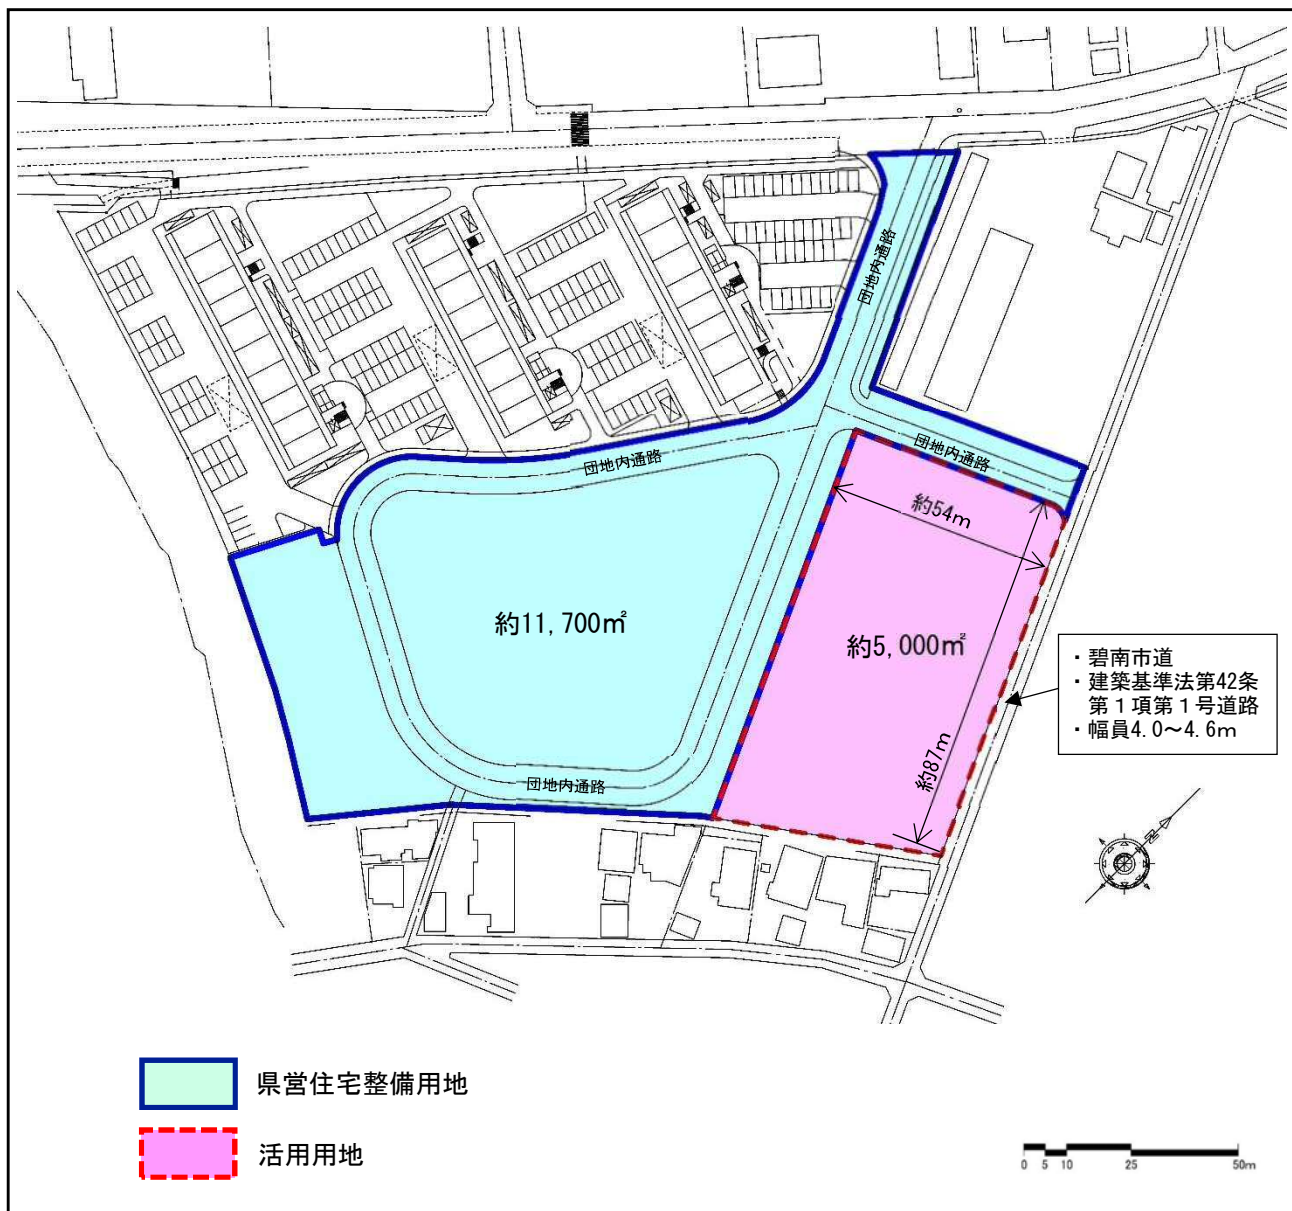 団地内通路
団地内通路
団地内通路
約54m
約11,700㎡
約5,000㎡
・碧南市道
・建築基準法第42条
第1項第1号道路
・幅員4.0～4.6m
約87m
団地内通路
N
県営住宅整備用地
活用用地
0 5 10 25 50m